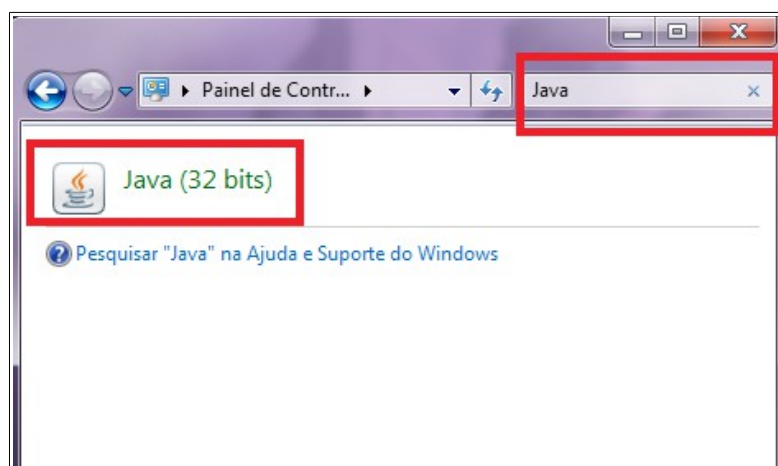 Painel de Contr...
Java
Java (32 bits)
Pesquisar "Java" na Ajuda e Suporte do Windows